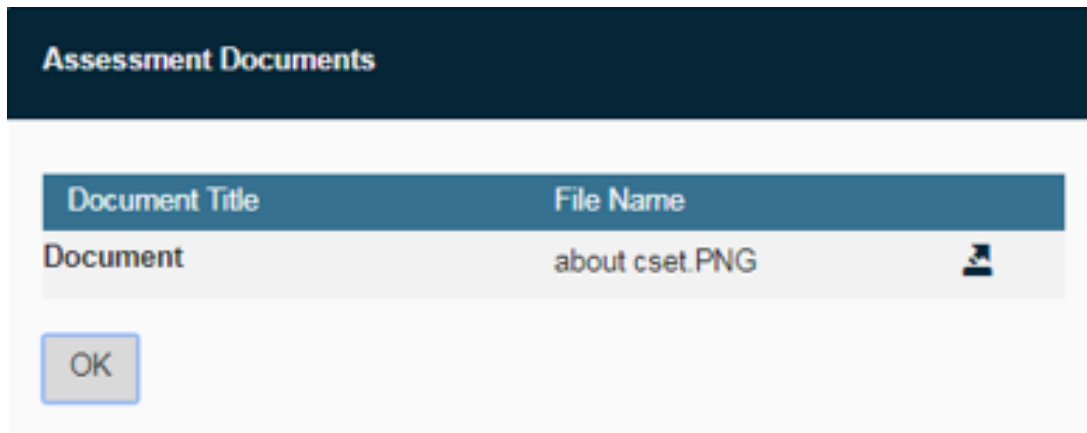 Assessment Documents
Document Title File Name
Document about cset.PNG
OK